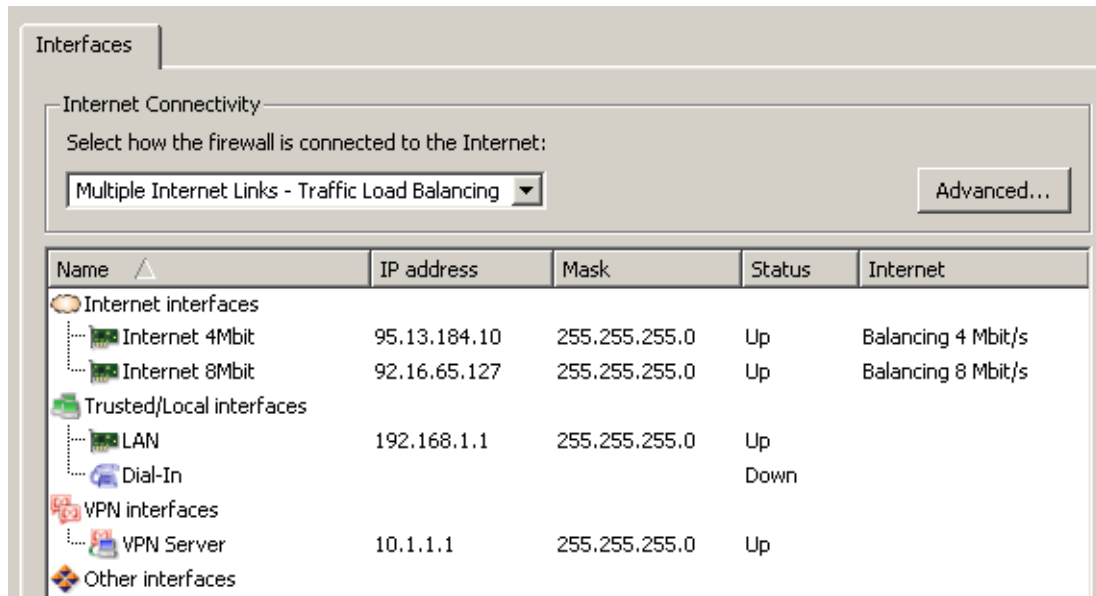 Interfaces
Internet Connectivity
Select how the firewall is connected to the Internet:
Multiple Internet Links - Traffic Load Balancing
Advanced...
Name IP address Mask Status Internet
Internet interfaces
Internet 4Mbit 95.13.184.10 255.255.255.0 Up Balancing 4 Mbit/s
Internet 8Mbit 92.16.65.127 255.255.255.0 Up Balancing 8 Mbit/s
Trusted/Local interfaces
LAN 192.168.1.1 255.255.255.0 Up
Dial-In Down
VPN interfaces
VPN Server 10.1.1.1 255.255.255.0 Up
Other interfaces